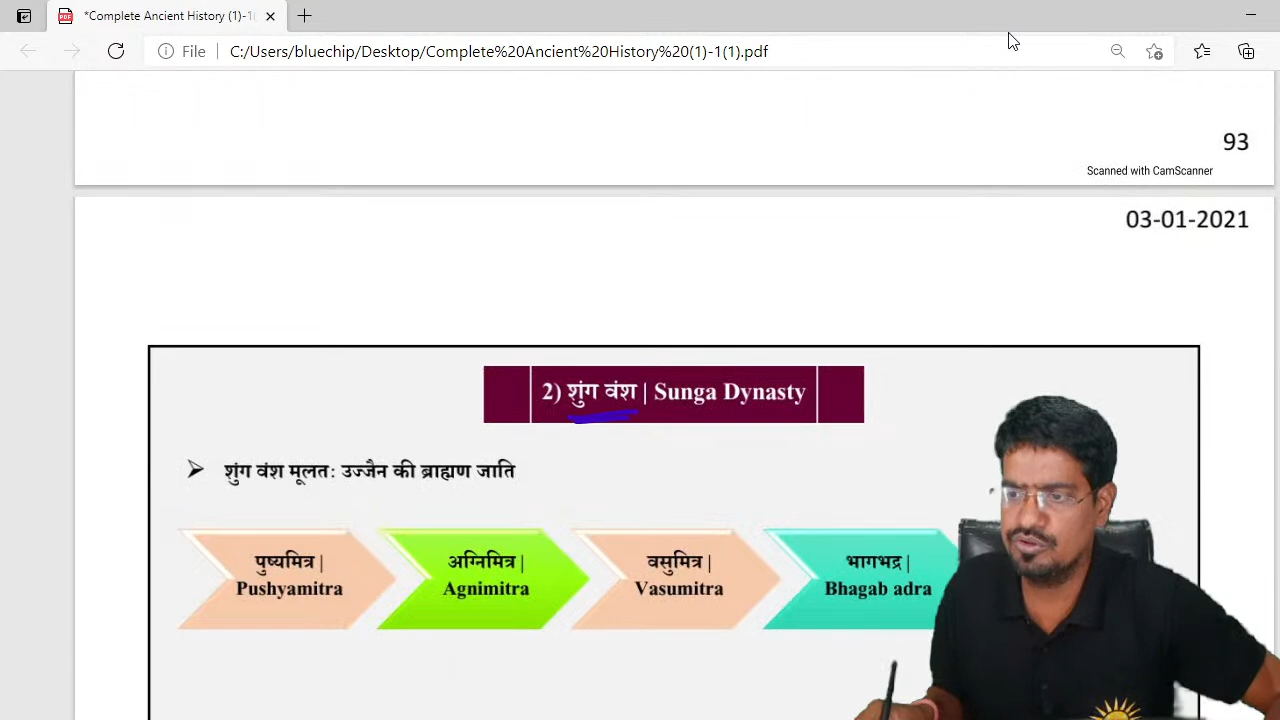 *Complete Ancient History (1)-1(
File
C:/Users/bluechip/Desktop/Complete%20Ancient%20History%20(1)-1(1).pdf
93
Scanned with CamScanner
03-01-2021
2) शुंग वंश | Sunga Dynasty
➢ शुंग वंश मूलतः उज्जैन की ब्राह्मण जाति
पुष्यमित्र |
Pushyamitra
अग्निमित्र |
Agnimitra
वसुमित्र |
Vasumitra
भागभद्र |
Bhagab adra